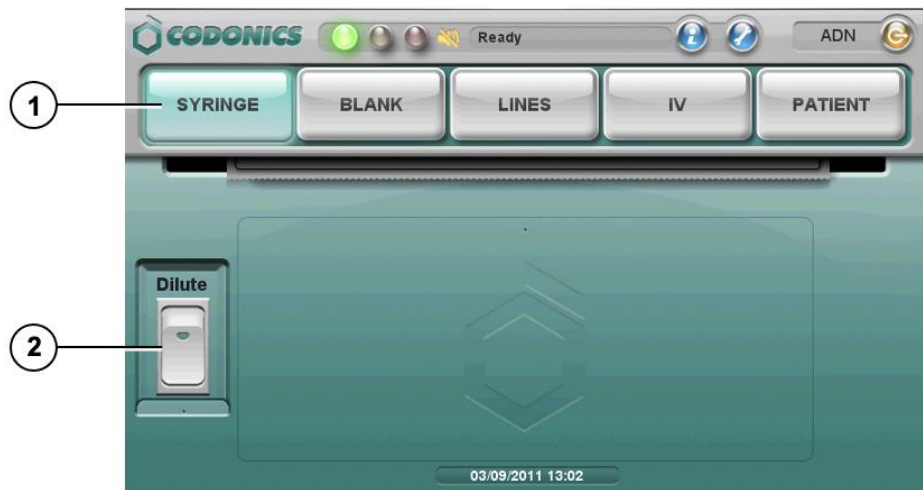 CODONICS Ready ADN
1 SYRINGE BLANK LINES IV PATIENT
Dilute
2
03/09/2011 13:02